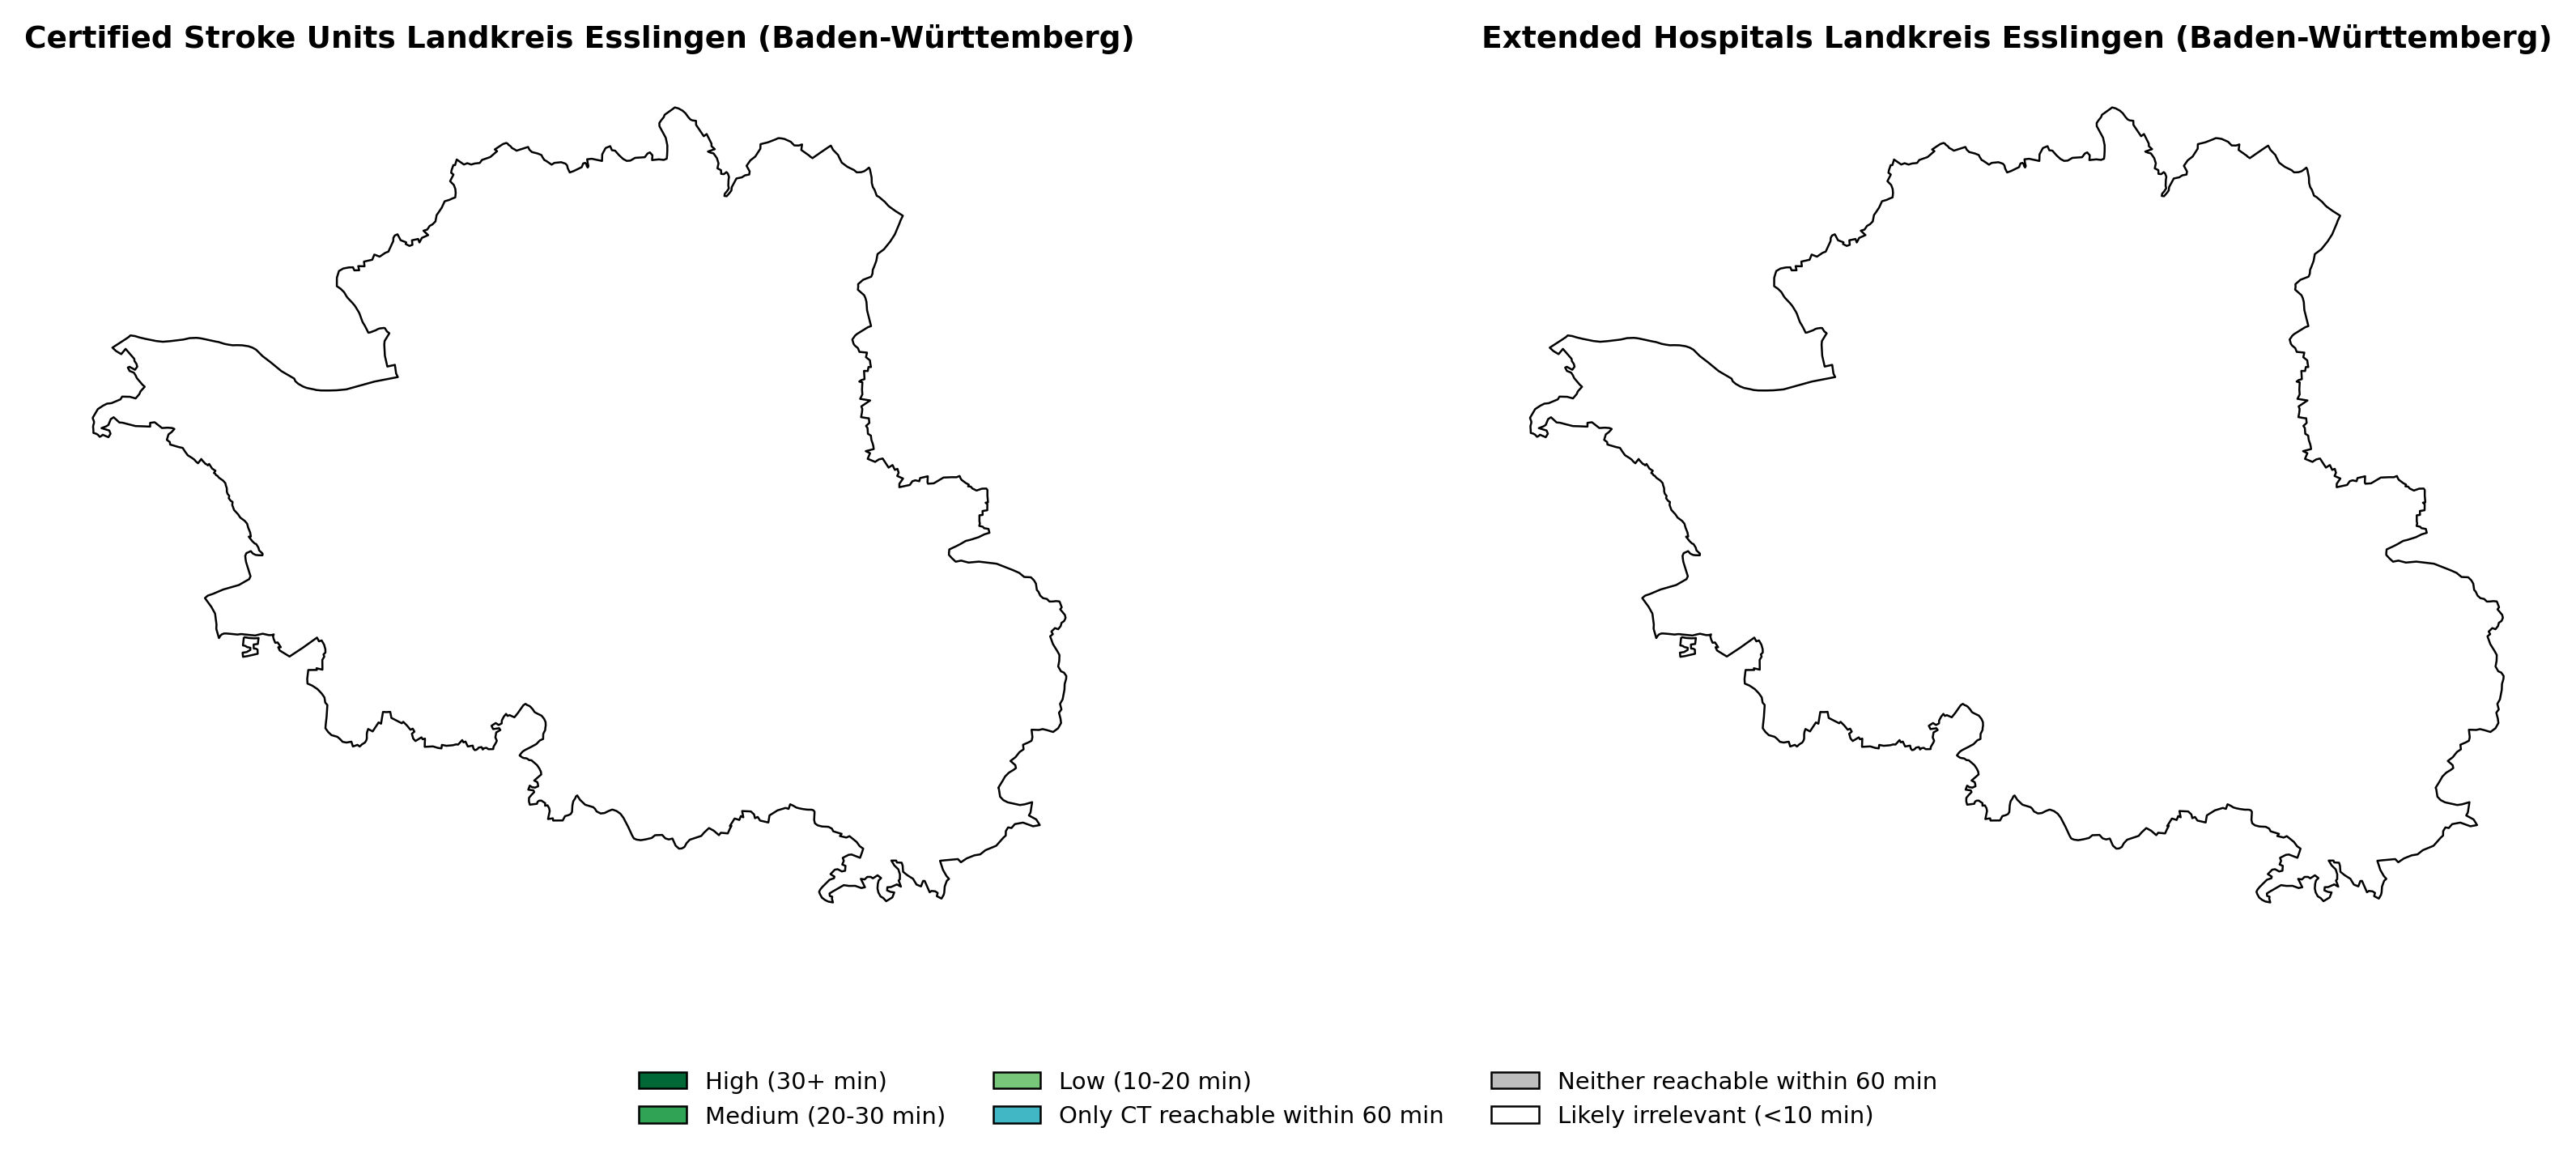 Certified Stroke Units Landkreis Esslingen (Baden-Württemberg)
Extended Hospitals Landkreis Esslingen (Baden-Württemberg)
High (30+ min)
Medium (20-30 min)
Low (10-20 min)
Only CT reachable within 60 min
Neither reachable within 60 min
Likely irrelevant (<10 min)